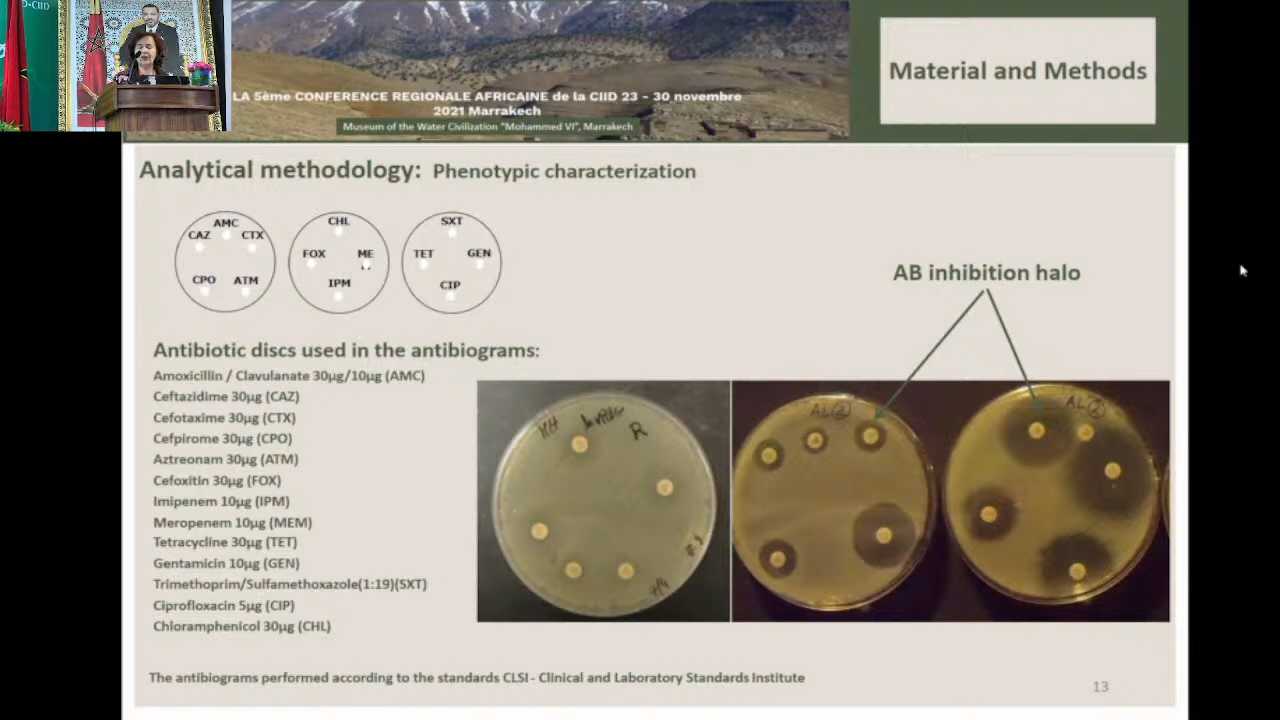 O-CIID
LA 5ème CONFERENCE REGIONALE AFRICAINE de la CIID 23 - 30 novembre
2021 Marrakech
Museum of the Water Civilization "Mohammed VI", Marrakech
Material and Methods
Analytical methodology: Phenotypic characterization
AMC
CAZ
CTX
CPO
ATM
CHL
FOX
ME
IPM
SXT
TET
GEN
CIP
AB inhibition halo
Antibiotic discs used in the antibiograms:
Amoxicillin / Clavulanate 30µg/10µg (AMC)
Ceftazidime 30µg (CAZ)
Cefotaxime 30µg (CTX)
Cefpirome 30µg (CPO)
Aztreonam 30µg (ATM)
Cefoxitin 30µg (FOX)
Imipenem 10µg (IPM)
Meropenem 10µg (MEM)
Tetracycline 30µg (TET)
Gentamicin 10µg (GEN)
Trimethoprim/Sulfamethoxazole(1:19)(SXT)
Ciprofloxacin 5µg (CIP)
Chloramphenicol 30µg (CHL)
R
AL②
AL②
The antibiograms performed according to the standards CLSI - Clinical and Laboratory Standards Institute
13